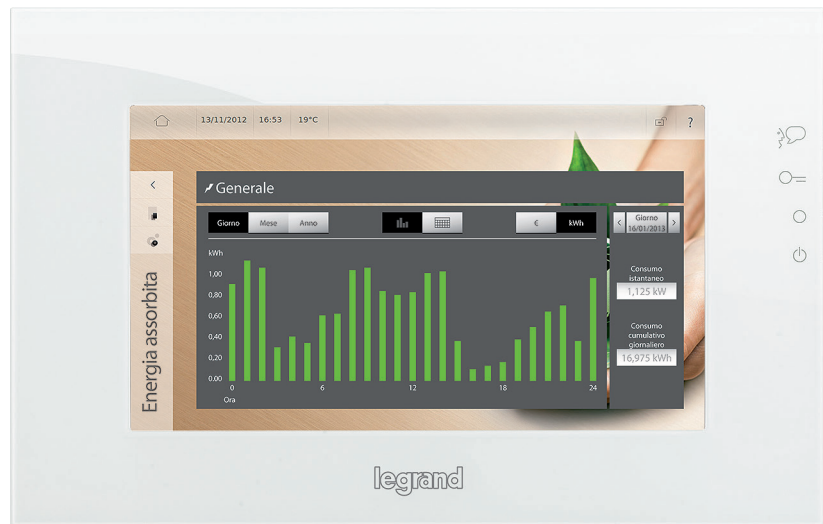 13/11/2012 16:53 19°C ?
Generale
Giorno Mese Anno € kWh
Giorno
16/01/2013
kWh
1,00
0,80
0,60
0,40
0,20
0.00
0 6 12 18 24
Ora
Consumo
istantaneo
1,125 kW
Consumo
cumulativo
giornaliero
16,975 kWh
Energia assorbita
legrand